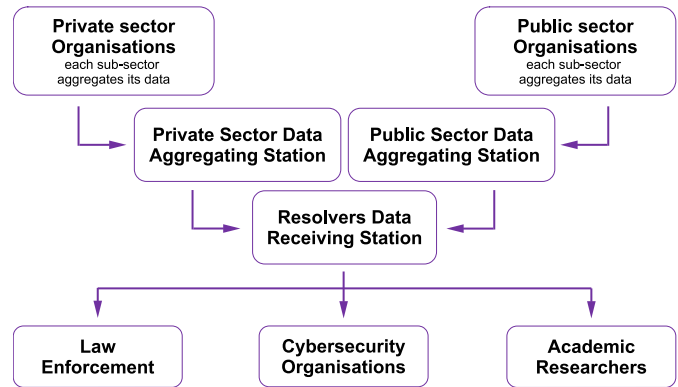 Private sector
Organisations
each sub-sector
aggregates its data
Public sector
Organisations
each sub-sector
aggregates its data
Private Sector Data
Aggregating Station
Public Sector Data
Aggregating Station
Resolvers Data
Receiving Station
Law
Enforcement
Cybersecurity
Organisations
Academic
Researchers